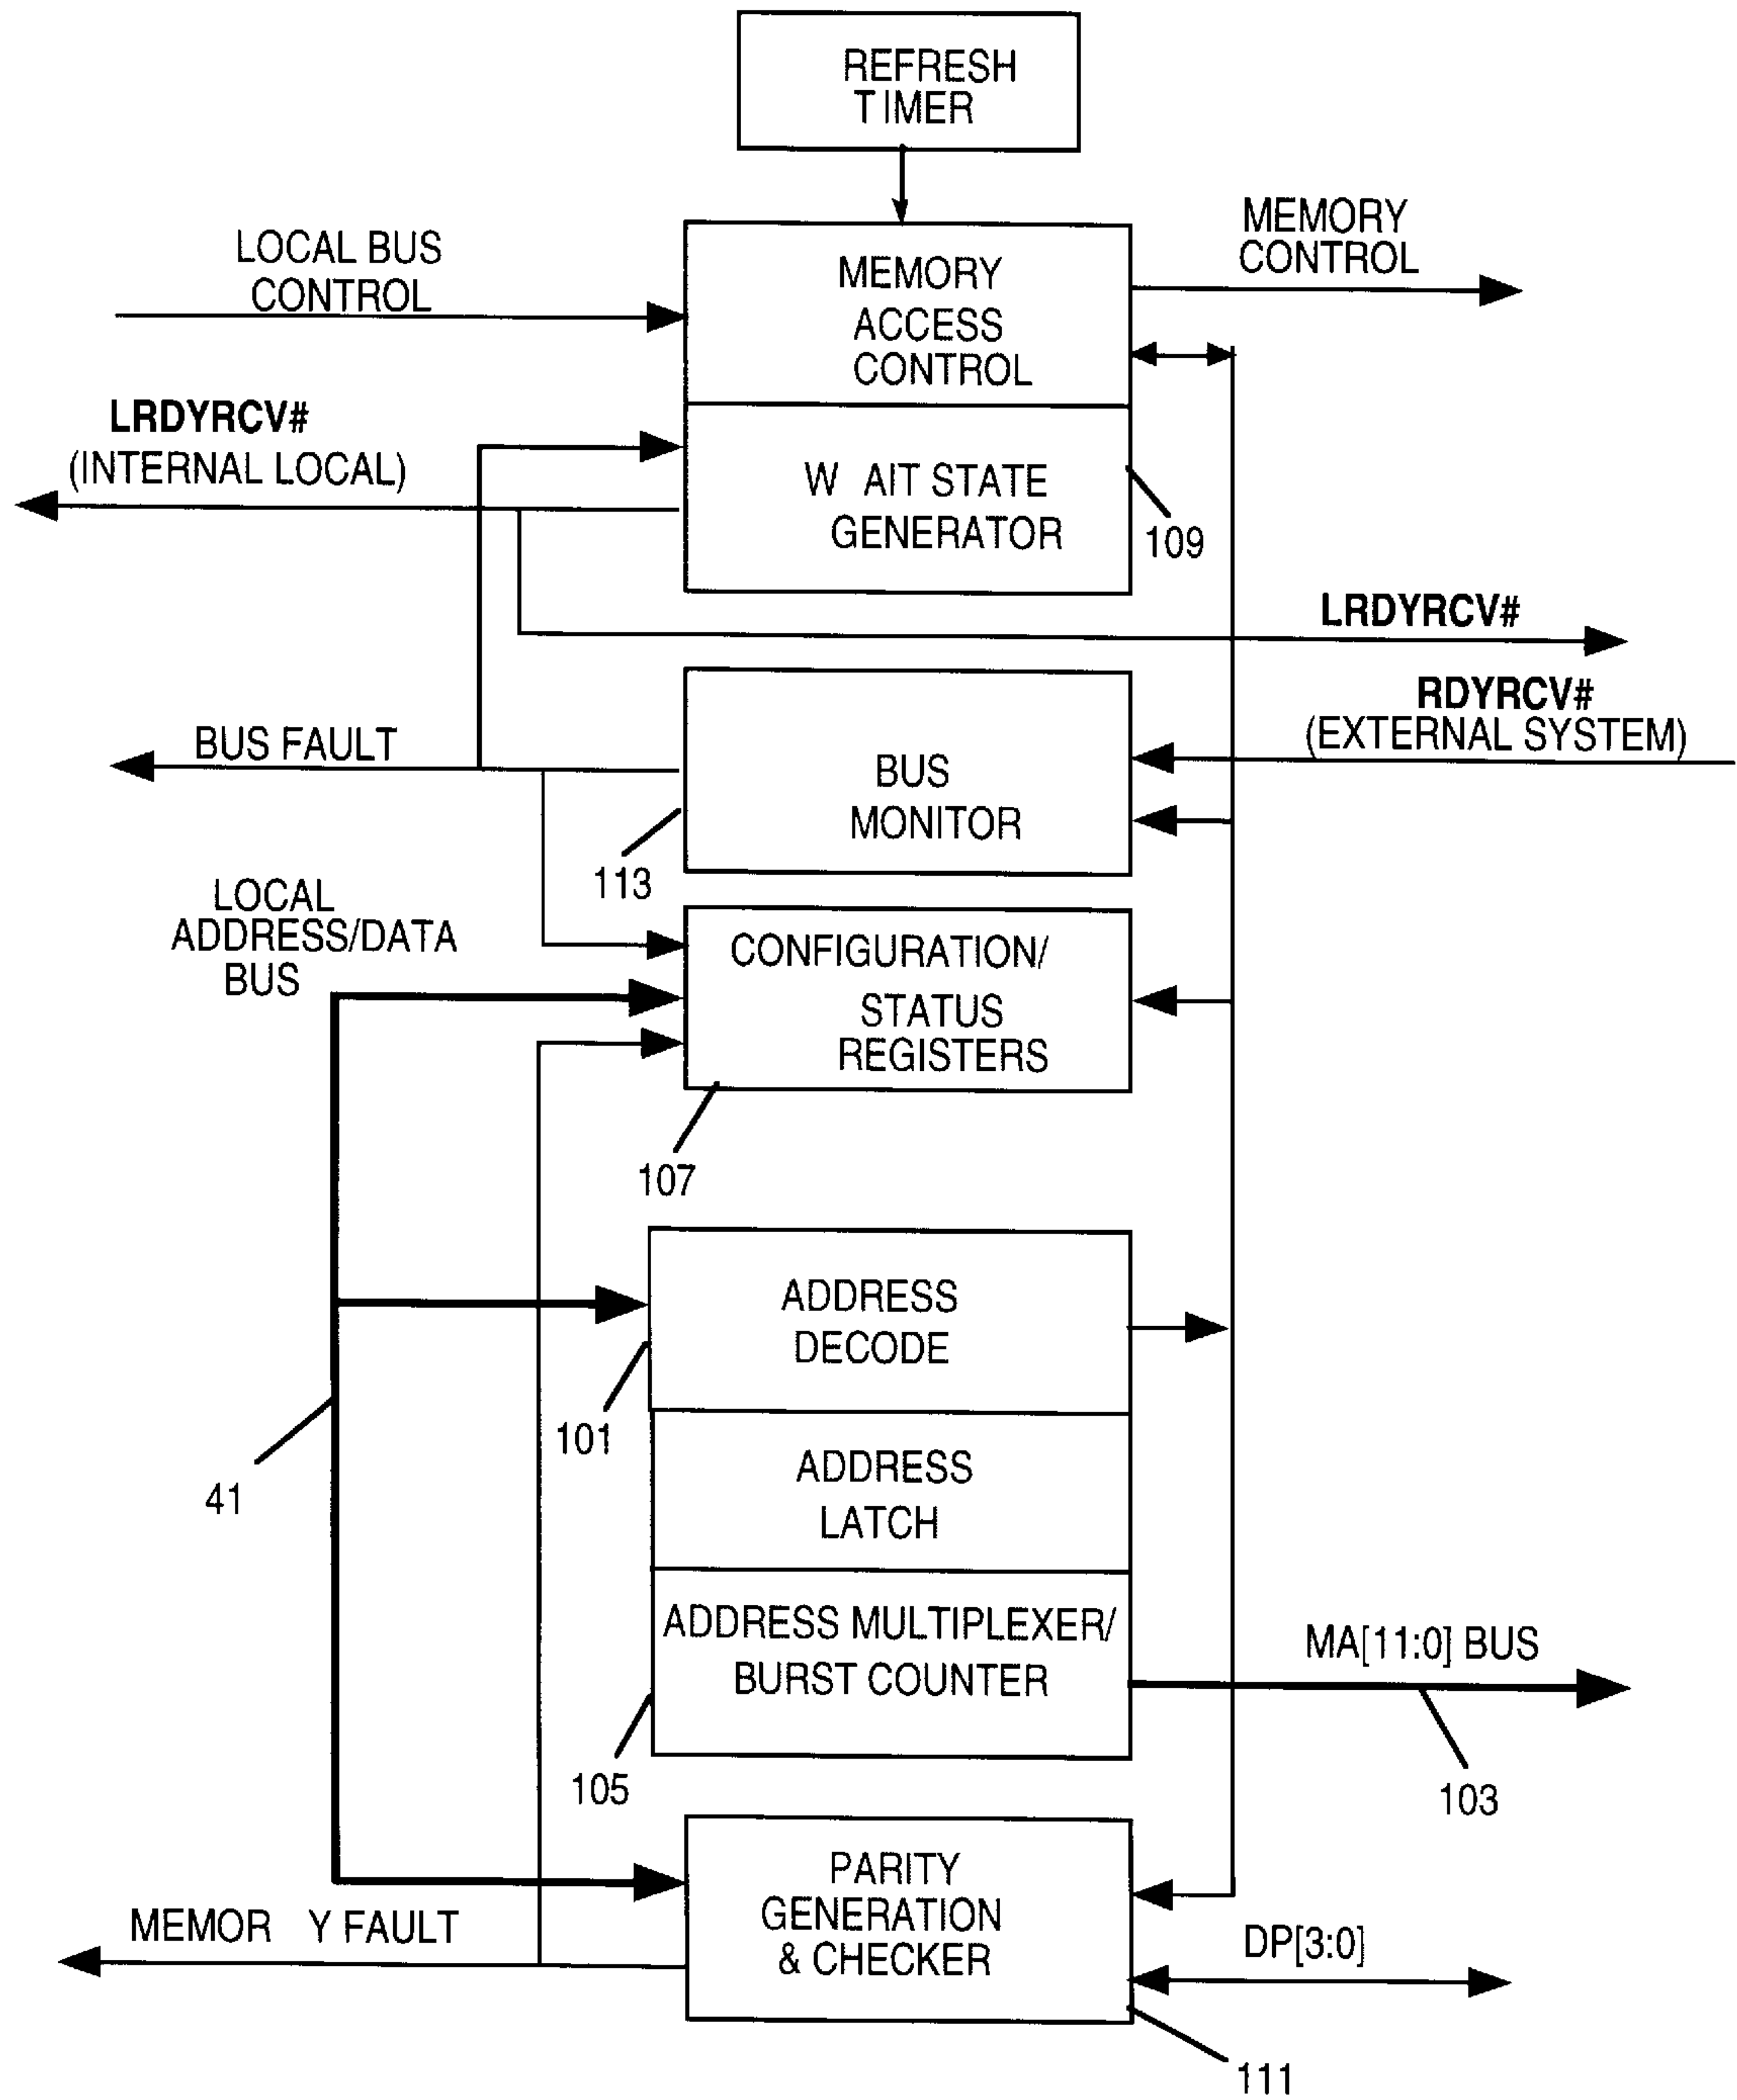 REFRESH
TIMER
LOCAL BUS
CONTROL
MEMORY
ACCESS
CONTROL
MEMORY
CONTROL
LRDYRCV#
(INTERNAL LOCAL)
W AIT STATE
GENERATOR
109
LRDYRCV#
RDYRCV#
(EXTERNAL SYSTEM)
BUS FAULT
BUS
MONITOR
113
LOCAL
ADDRESS/DATA
BUS
CONFIGURATION/
STATUS
REGISTERS
107
ADDRESS
DECODE
101
41
ADDRESS
LATCH
ADDRESS MULTIPLEXER/
BURST COUNTER
MA[11:0] BUS
105
103
PARITY
GENERATION
& CHECKER
MEMOR Y FAULT
DP[3:0]
111